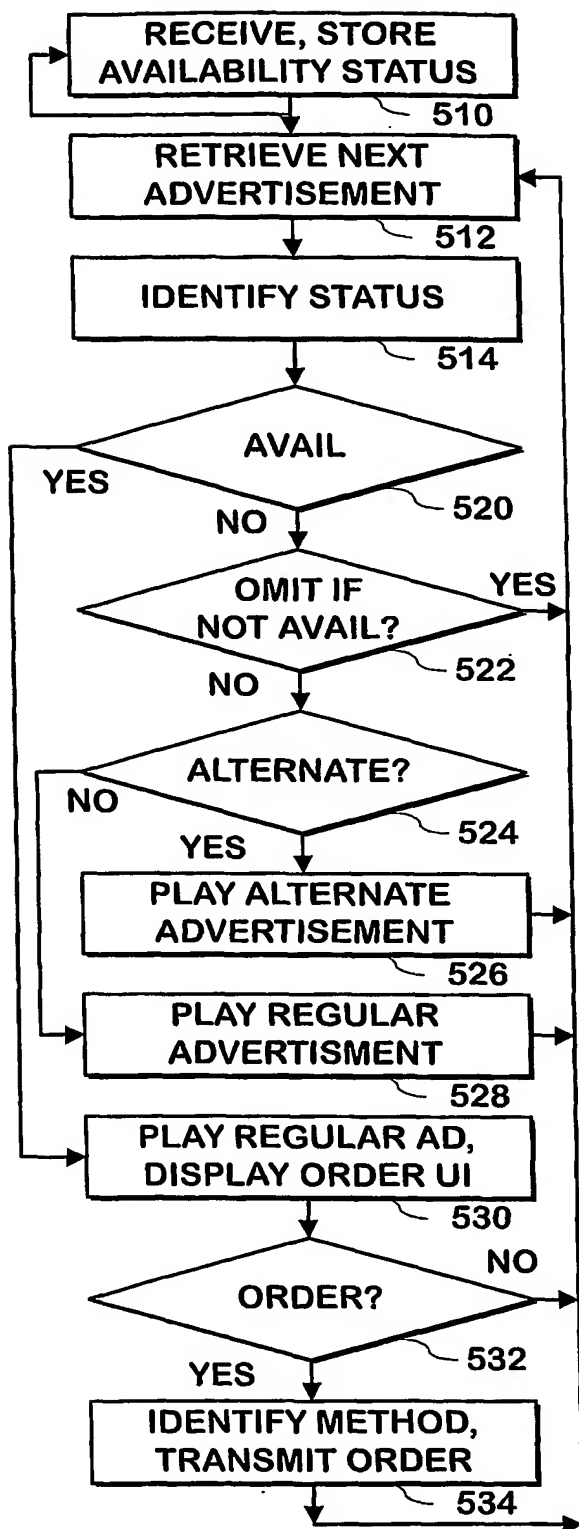 RECEIVE, STORE
AVAILABILITY STATUS
510
RETRIEVE NEXT
ADVERTISEMENT
512
IDENTIFY STATUS
514
AVAIL
YES
520
NO
OMIT IF
NOT AVAIL?
YES
522
NO
ALTERNATE?
NO
524
YES
PLAY ALTERNATE
ADVERTISEMENT
526
PLAY REGULAR
ADVERTISMENT
528
PLAY REGULAR AD,
DISPLAY ORDER UI
530
NO
ORDER?
532
YES
IDENTIFY METHOD,
TRANSMIT ORDER
534